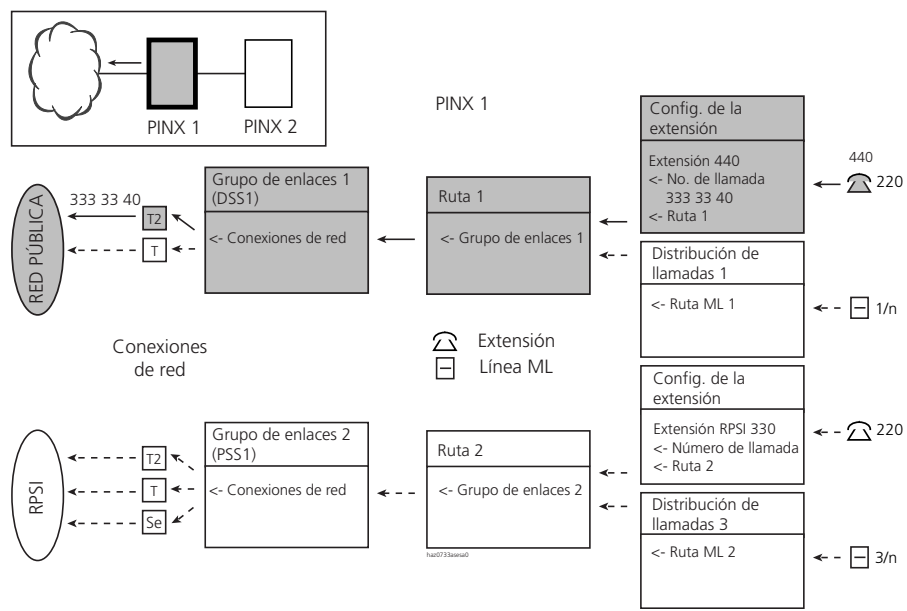 PINX 1
PINX 2
PINX 1
Config. de la
extensión
Extensión 440
<- No. de llamada
333 33 40
<- Ruta 1
440
220
Grupo de enlaces 1
(DSS1)
<- Conexiones de red
Ruta 1
<- Grupo de enlaces 1
RED PÚBLICA
333 33 40
T2
T
Distribución de
llamadas 1
<- Ruta ML 1
1/n
Conexiones
de red
Extensión
Línea ML
Config. de la
extensión
Extensión RPSI 330
<- Número de llamada
<- Ruta 2
220
Grupo de enlaces 2
(PSS1)
<- Conexiones de red
Ruta 2
<- Grupo de enlaces 2
RPSI
T2
T
Se
Distribución de
llamadas 3
<- Ruta ML 2
3/n
haz0733aesa0